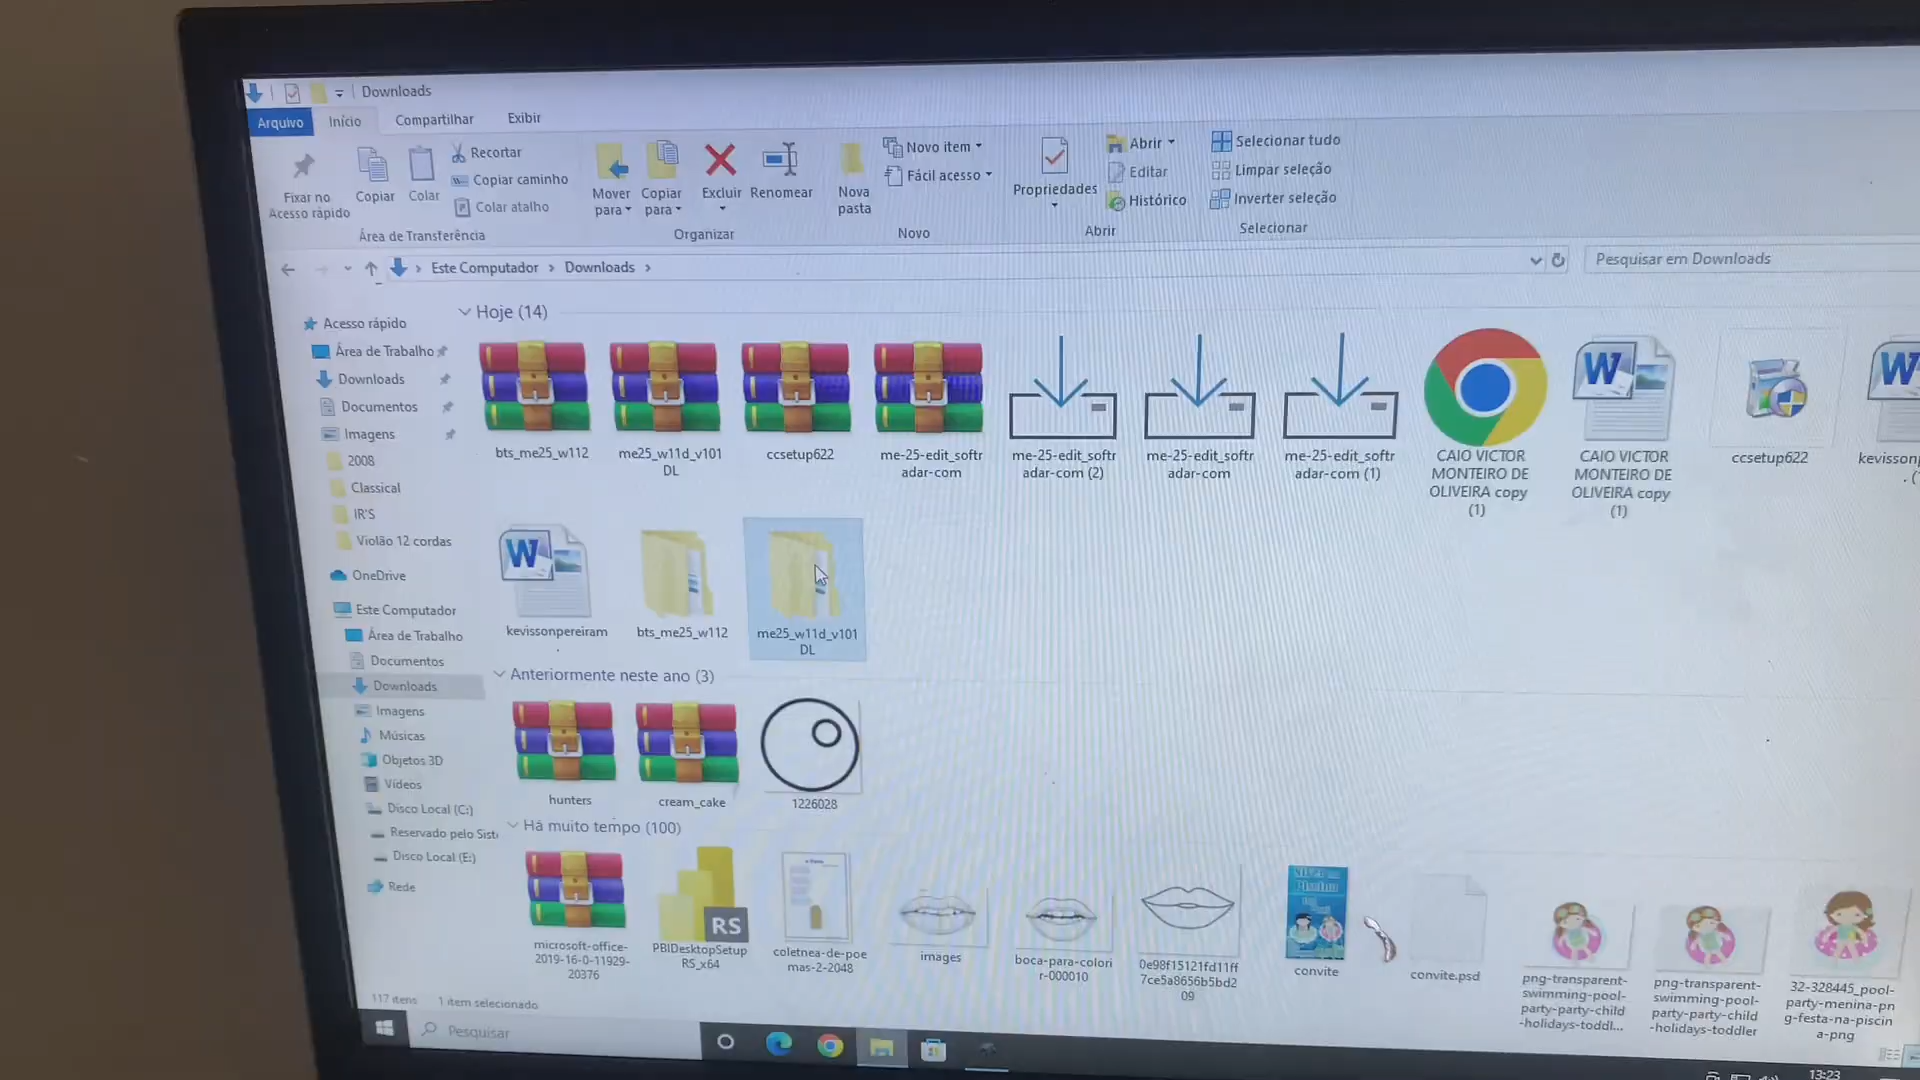 Downloads
Arquivo
Início
Compartilhar
Exibir
Fixar no
Acesso rápido
Copiar
Colar
Recortar
Copiar caminho
Colar atalho
Área de Transferência
Mover
para
Copiar
para
Excluir
Renomear
Organizar
Nova
pasta
Novo item
Fácil acesso
Novo
Propriedades
Abrir
Editar
Histórico
Abrir
Selecionar tudo
Limpar seleção
Inverter seleção
Selecionar
Este Computador > Downloads >
Pesquisar em Downloads
Acesso rápido
Área de Trabalho
Downloads
Documentos
Imagens
2008
Classical
IR'S
Violão 12 cordas
OneDrive
Este Computador
Área de Trabalho
Documentos
Downloads
Imagens
Músicas
Objetos 3D
Vídeos
Disco Local (C:)
Reservado pelo Siste
Disco Local (E:)
Rede
Hoje (14)
bts_me25_w112
me25_w11d_v101
DL
ccsetup622
me-25-edit_softr
adar-com
me-25-edit_softr
adar-com (2)
me-25-edit_softr
adar-com
me-25-edit_softr
adar-com (1)
CAIO VICTOR
MONTEIRO DE
OLIVEIRA copy
(1)
CAIO VICTOR
MONTEIRO DE
OLIVEIRA copy
(1)
ccsetup622
kevissonp
kevissonpereiram
.
bts_me25_w112
me25_w11d_v101
DL
Anteriormente neste ano (3)
hunters
cream_cake
1226028
Há muito tempo (100)
microsoft-office-
2019-16-0-11929-
20376
RS
PBIDesktopSetup
RS_x64
coletnea-de-poe
mas-2-2048
images
boca-para-colori
r-000010
0e98f15121fd11ff
7ce5a8656b5bd2
09
convite
convite.psd
png-transparent-
swimming-pool-
party-party-child
-holidays-toddl...
png-transparent-
swimming-pool-
party-party-child
-holidays-toddler
32-328445_pool-
party-menina-pn
g-festa-na-piscin
a-png
117 itens
1 item selecionado
Pesquisar
13:23